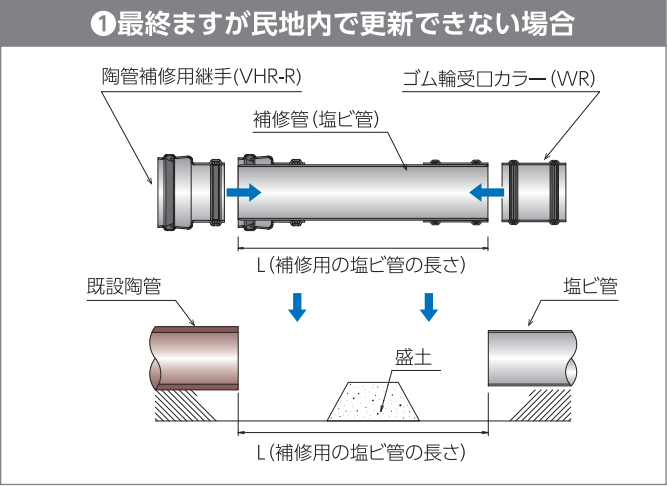 ❶最終ますが民地内で更新できない場合
陶管補修用継手(VHR-R)
ゴム輪受口カラー(WR)
補修管(塩ビ管)
L(補修用の塩ビ管の長さ)
既設陶管
塩ビ管
盛土
L(補修用の塩ビ管の長さ)